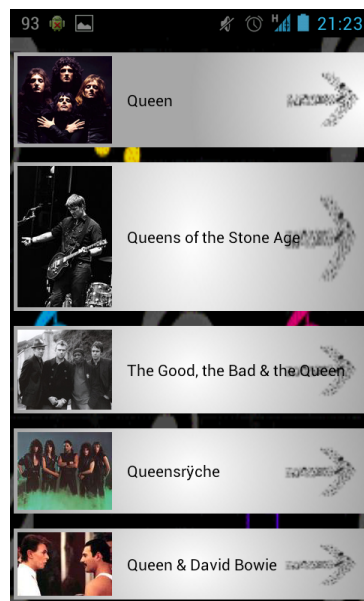 93
H
21:23
Queen
Queens of the Stone Age
The Good, the Bad & the Queen
Queensrÿche
Queen & David Bowie